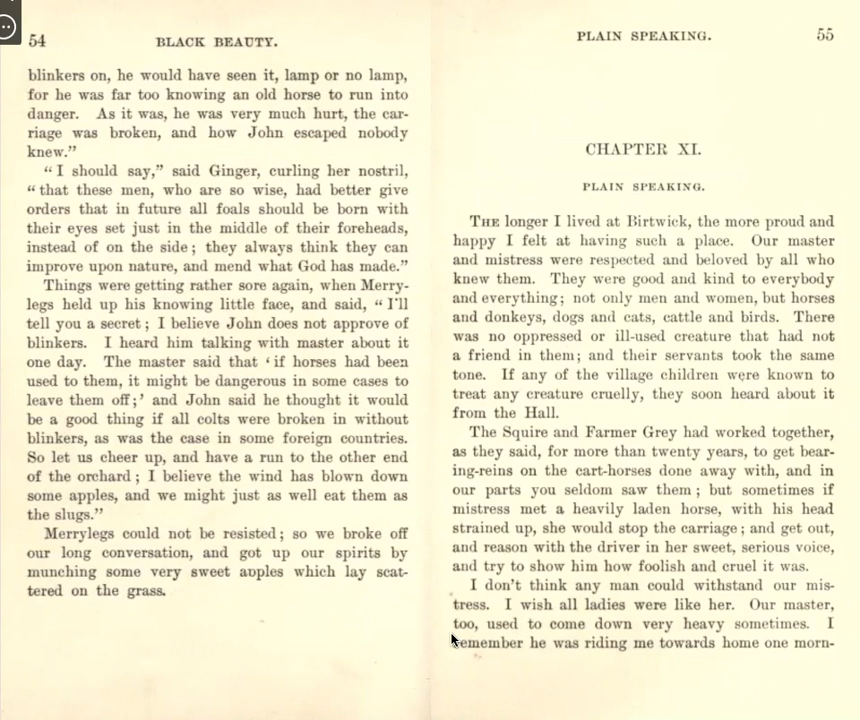 54
BLACK BEAUTY.
blinkers on, he would have seen it, lamp or no lamp,
for he was far too knowing an old horse to run into
danger. As it was, he was very much hurt, the car-
riage was broken, and how John escaped nobody
knew.”
“ I should say,” said Ginger, curling her nostril,
“ that these men, who are so wise, had better give
orders that in future all foals should be born with
their eyes set just in the middle of their foreheads,
instead of on the side ; they always think they can
improve upon nature, and mend what God has made.”
Things were getting rather sore again, when Merry-
legs held up his knowing little face, and said, “ I’ll
tell you a secret ; I believe John does not approve of
blinkers. I heard him talking with master about it
one day. The master said that ‘ if horses had been
used to them, it might be dangerous in some cases to
leave them off ;’ and John said he thought it would
be a good thing if all colts were broken in without
blinkers, as was the case in some foreign countries.
So let us cheer up, and have a run to the other end
of the orchard ; I believe the wind has blown down
some apples, and we might just as well eat them as
the slugs.”
Merrylegs could not be resisted ; so we broke off
our long conversation, and got up our spirits by
munching some very sweet apples which lay scat-
tered on the grass.
PLAIN SPEAKING.
55
CHAPTER XI.
PLAIN SPEAKING.
THE longer I lived at Birtwick, the more proud and
happy I felt at having such a place. Our master
and mistress were respected and beloved by all who
knew them. They were good and kind to everybody
and everything ; not only men and women, but horses
and donkeys, dogs and cats, cattle and birds. There
was no oppressed or ill-used creature that had not
a friend in them ; and their servants took the same
tone. If any of the village children were known to
treat any creature cruelly, they soon heard about it
from the Hall.
The Squire and Farmer Grey had worked together,
as they said, for more than twenty years, to get bear-
ing-reins on the cart-horses done away with, and in
our parts you seldom saw them ; but sometimes if
mistress met a heavily laden horse, with his head
strained up, she would stop the carriage ; and get out,
and reason with the driver in her sweet, serious voice,
and try to show him how foolish and cruel it was.
I don’t think any man could withstand our mis-
tress. I wish all ladies were like her. Our master,
too, used to come down very heavy sometimes. I
remember he was riding me towards home one morn-